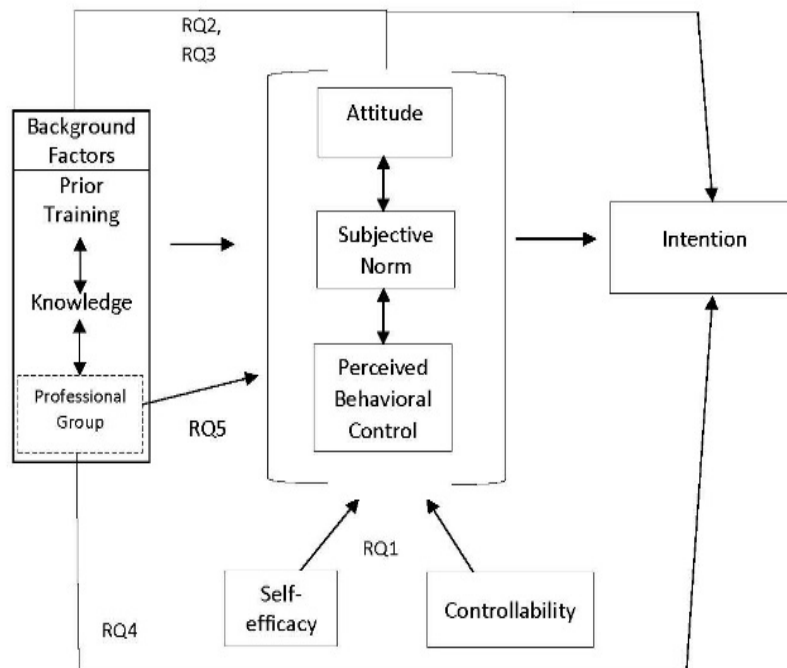 RQ2,
RQ3
Background
Factors
Prior
Training
Knowledge
Professional
Group
RQ5
RQ4
Attitude
Subjective
Norm
Perceived
Behavioral
Control
RQ1
Self-
efficacy
Controllability
Intention